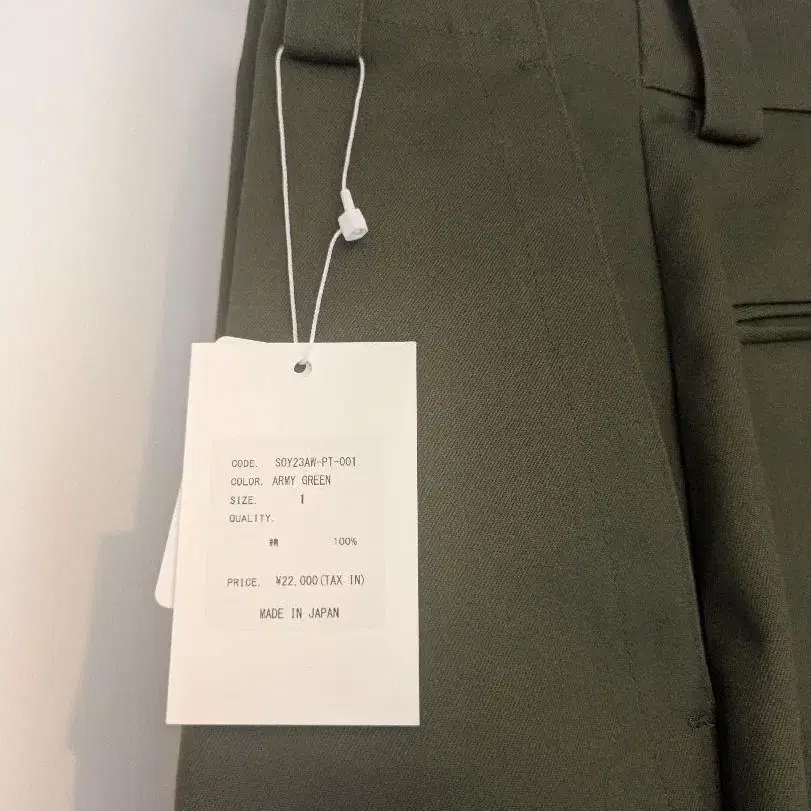 CODE. SOY23AW-PT-001
COLOR. ARMY GREEN
SIZE. 1
QUALITY.
綿 100%
PRICE. ¥22,000(TAX IN)
MADE IN JAPAN